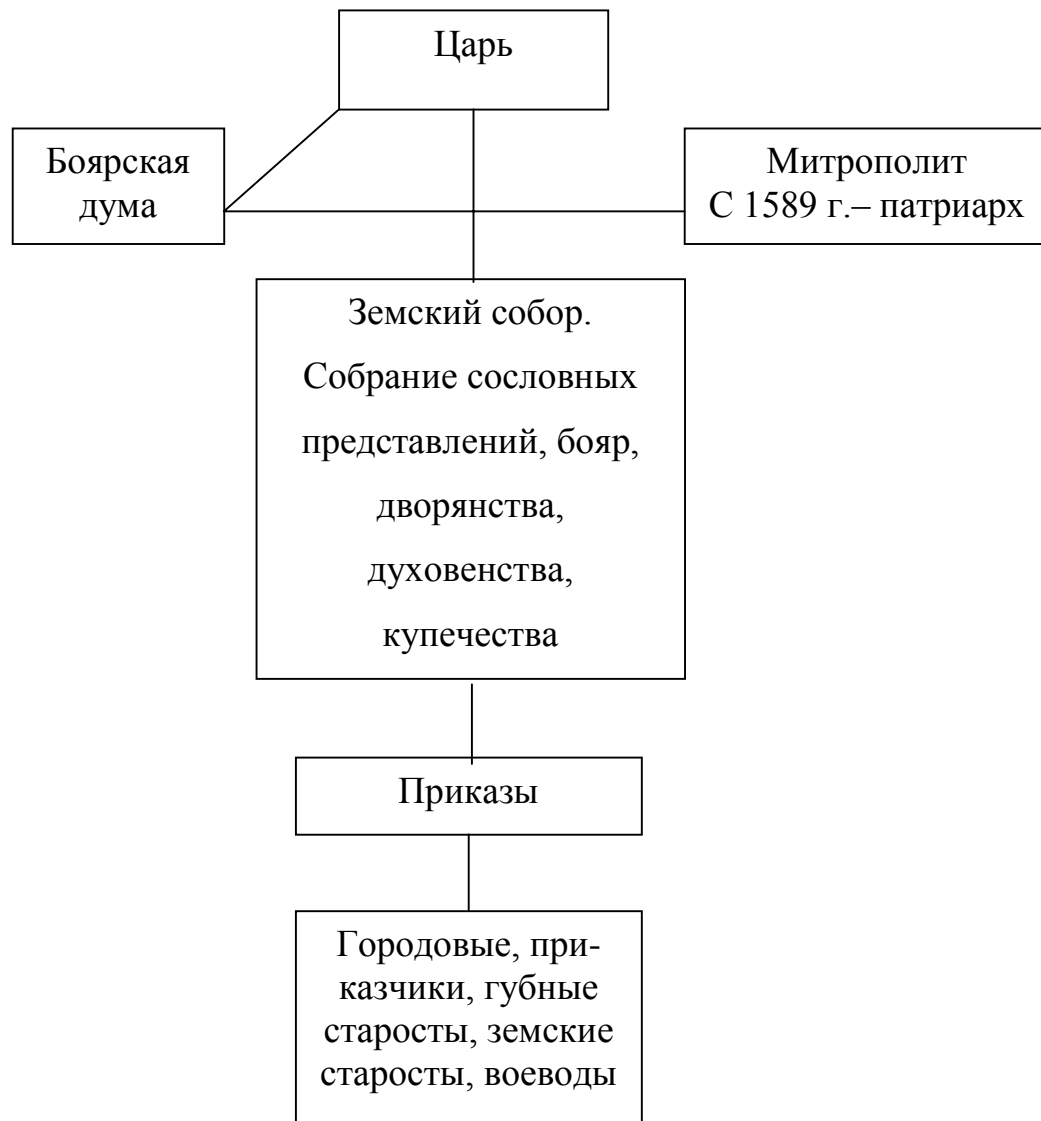 Царь
Боярская
дума
Митрополит
С 1589 г.– патриарх
Земский собор.
Собрание сословных
представлений, бояр,
дворянства,
духовенства,
купечества
Приказы
Городовые, при-
казчики, губные
старосты, земские
старосты, воеводы